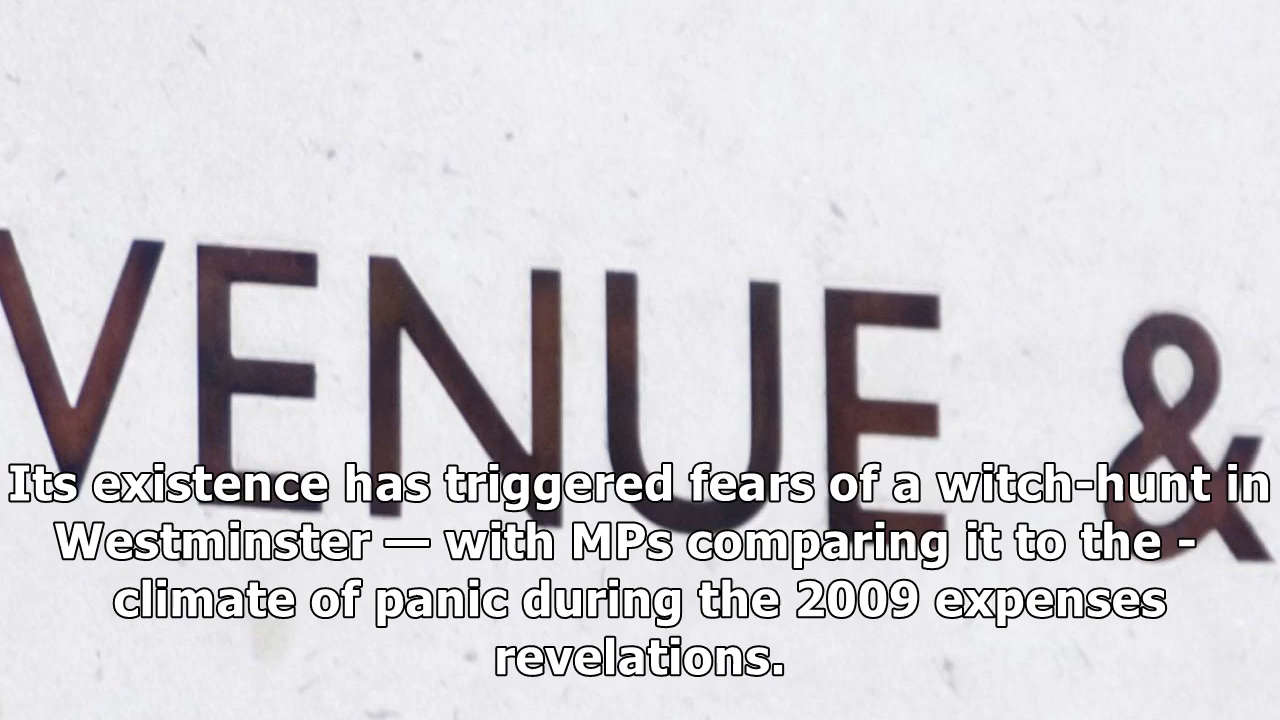 VENUE &
Its existence has triggered fears of a witch-hunt in
Westminster — with MPs comparing it to the -
climate of panic during the 2009 expenses
revelations.